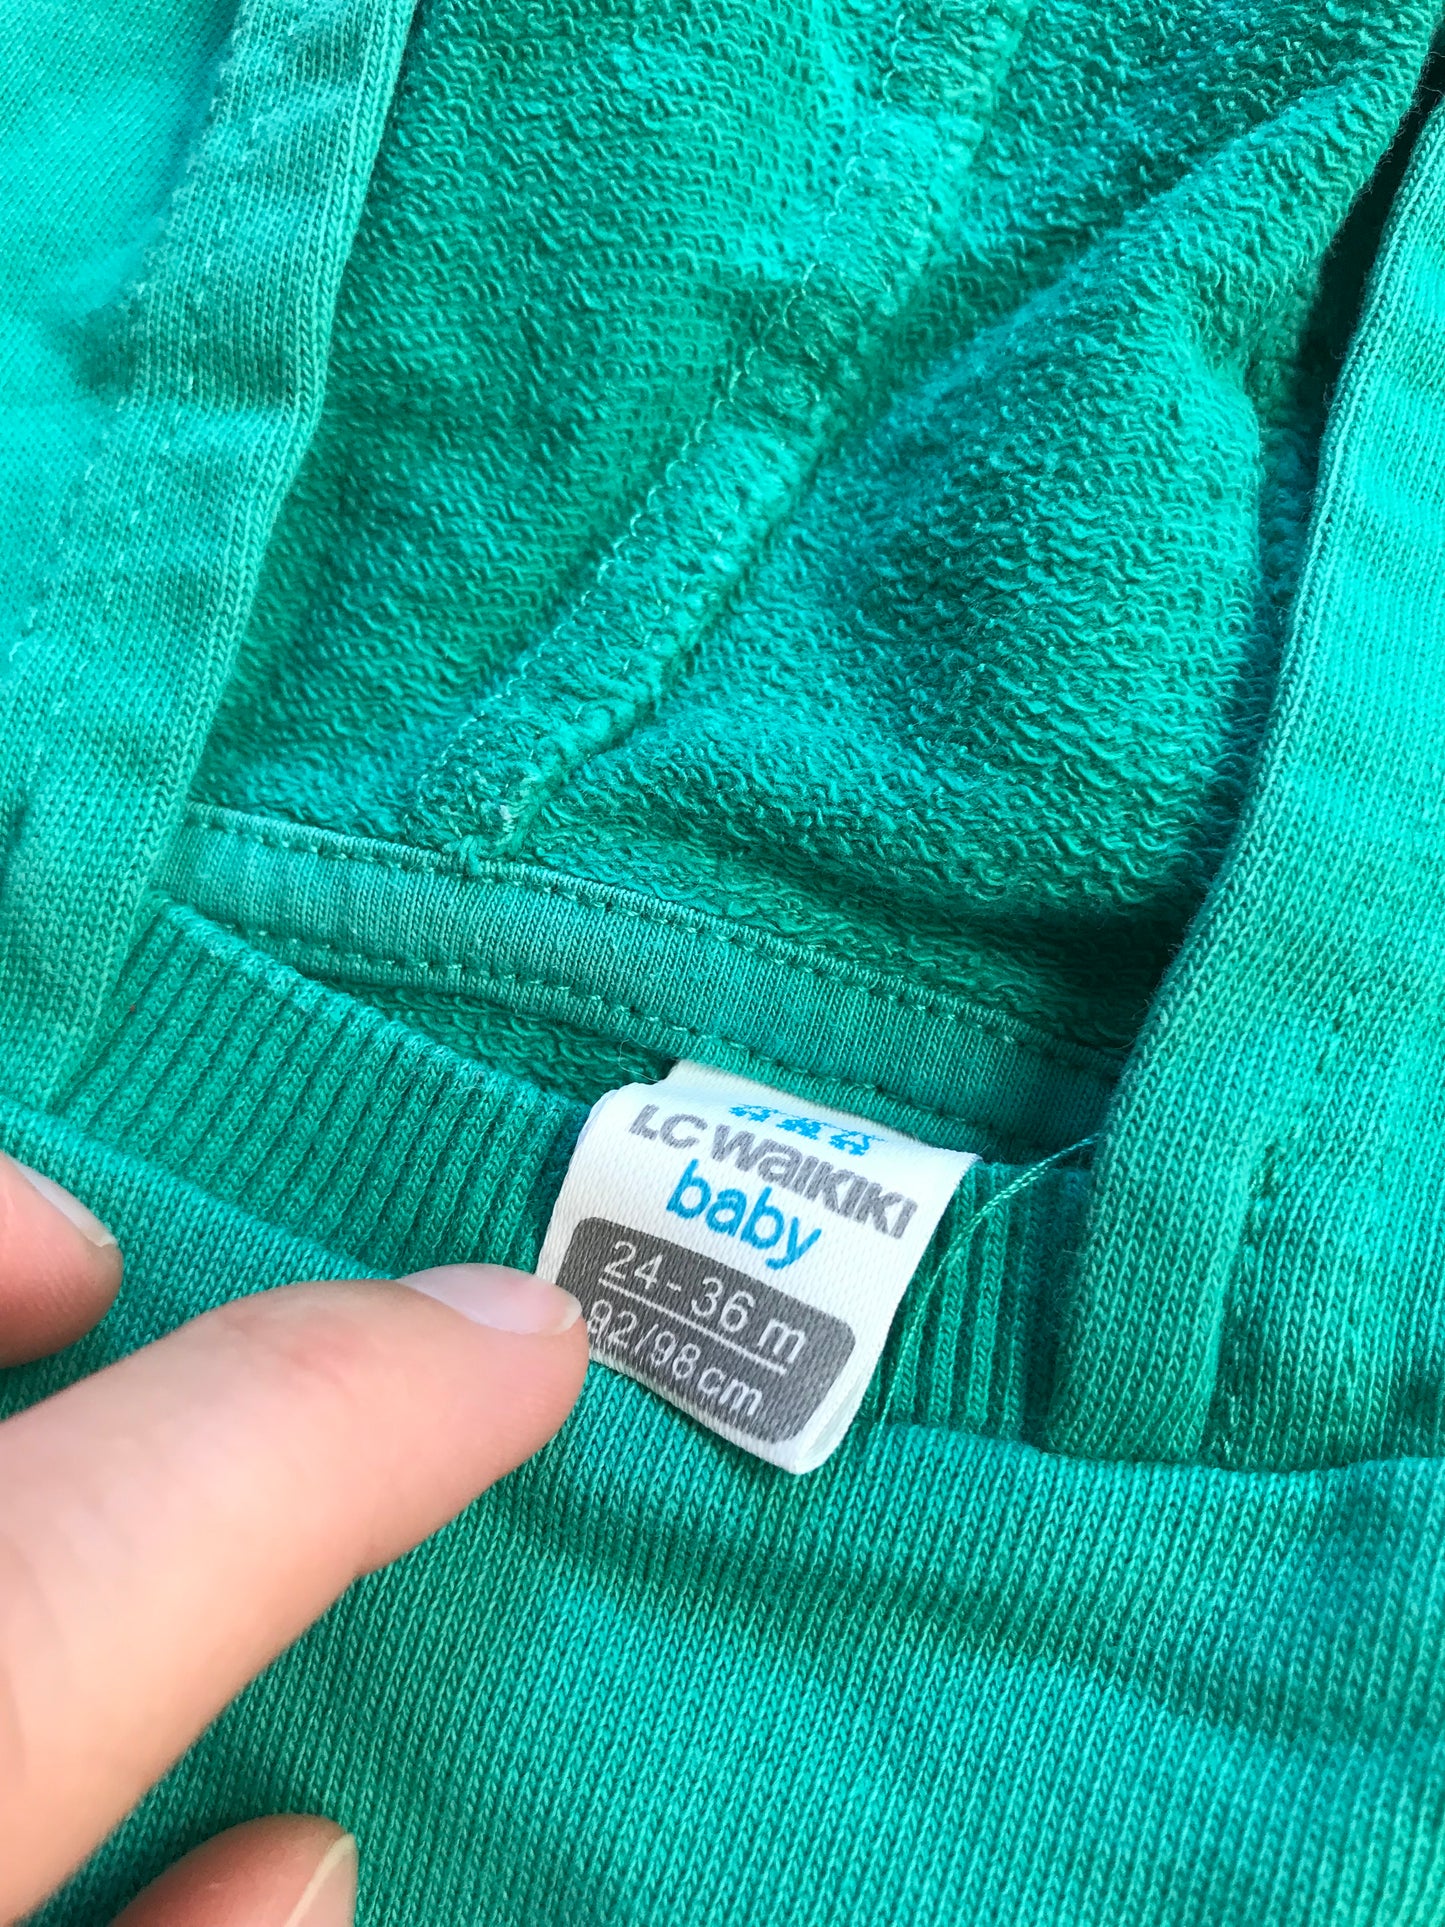 LC WAIKIKI
baby
24 - 36 m
92/98 cm